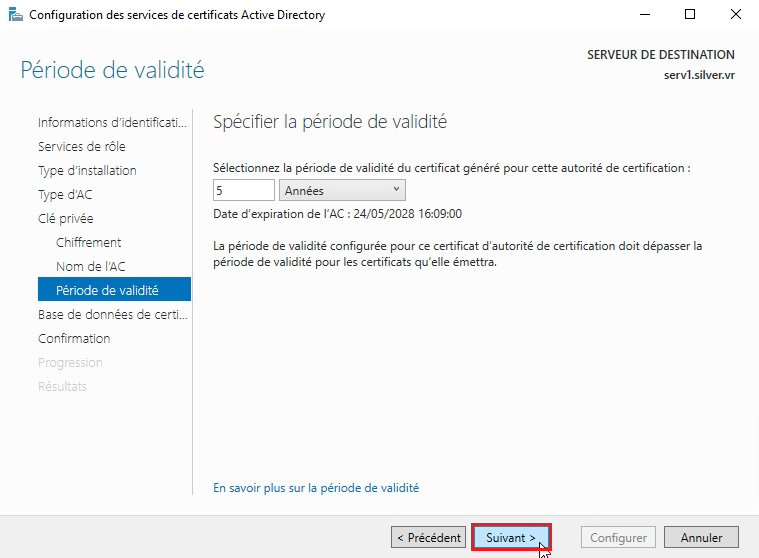 Configuration des services de certificats Active Directory
Période de validité
SERVEUR DE DESTINATION
serv1.silver.vr
Informations d'identificati...
Services de rôle
Type d'installation
Type d'AC
Clé privée
Chiffrement
Nom de l'AC
Période de validité
Base de données de certi...
Confirmation
Progression
Résultats
Spécifier la période de validité
Sélectionnez la période de validité du certificat généré pour cette autorité de certification :
5 Années
Date d'expiration de l'AC : 24/05/2028 16:09:00
La période de validité configurée pour ce certificat d'autorité de certification doit dépasser la
période de validité pour les certificats qu'elle émettra.
En savoir plus sur la période de validité
< Précédent Suivant > Configurer Annuler